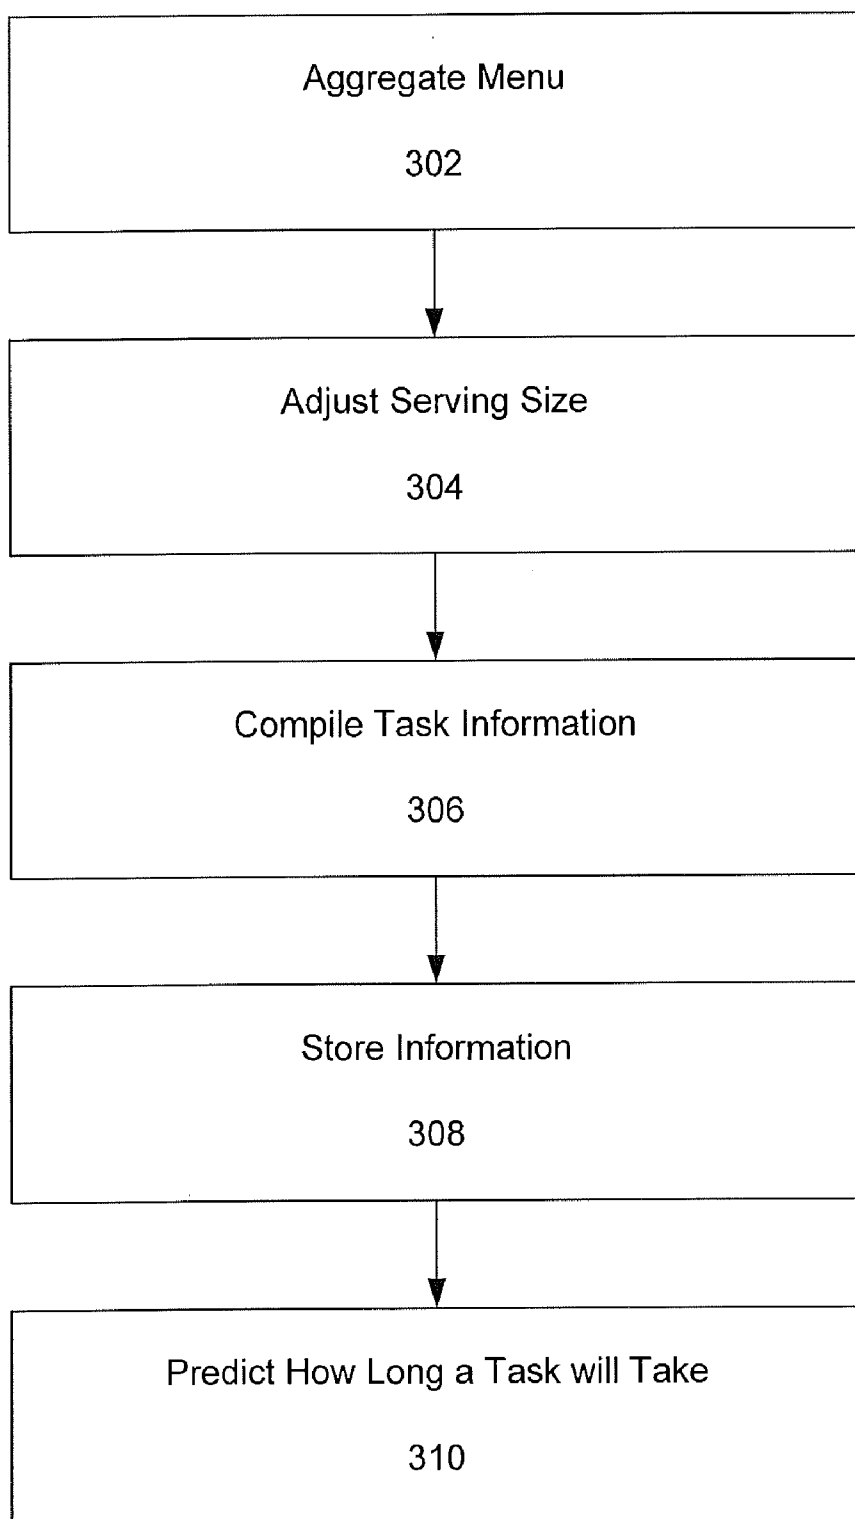 Aggregate Menu
302
Adjust Serving Size
304
Compile Task Information
306
Store Information
308
Predict How Long a Task will Take
310